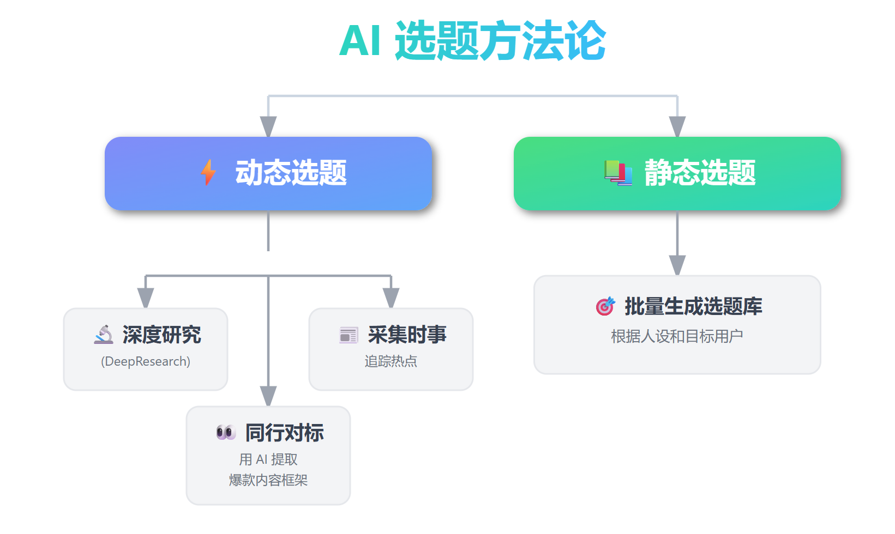 AI 选题方法论
动态选题
静态选题
深度研究
(DeepResearch)
采集时事
追踪热点
批量生成选题库
根据人设和目标用户
同行对标
用 AI 提取
爆款内容框架